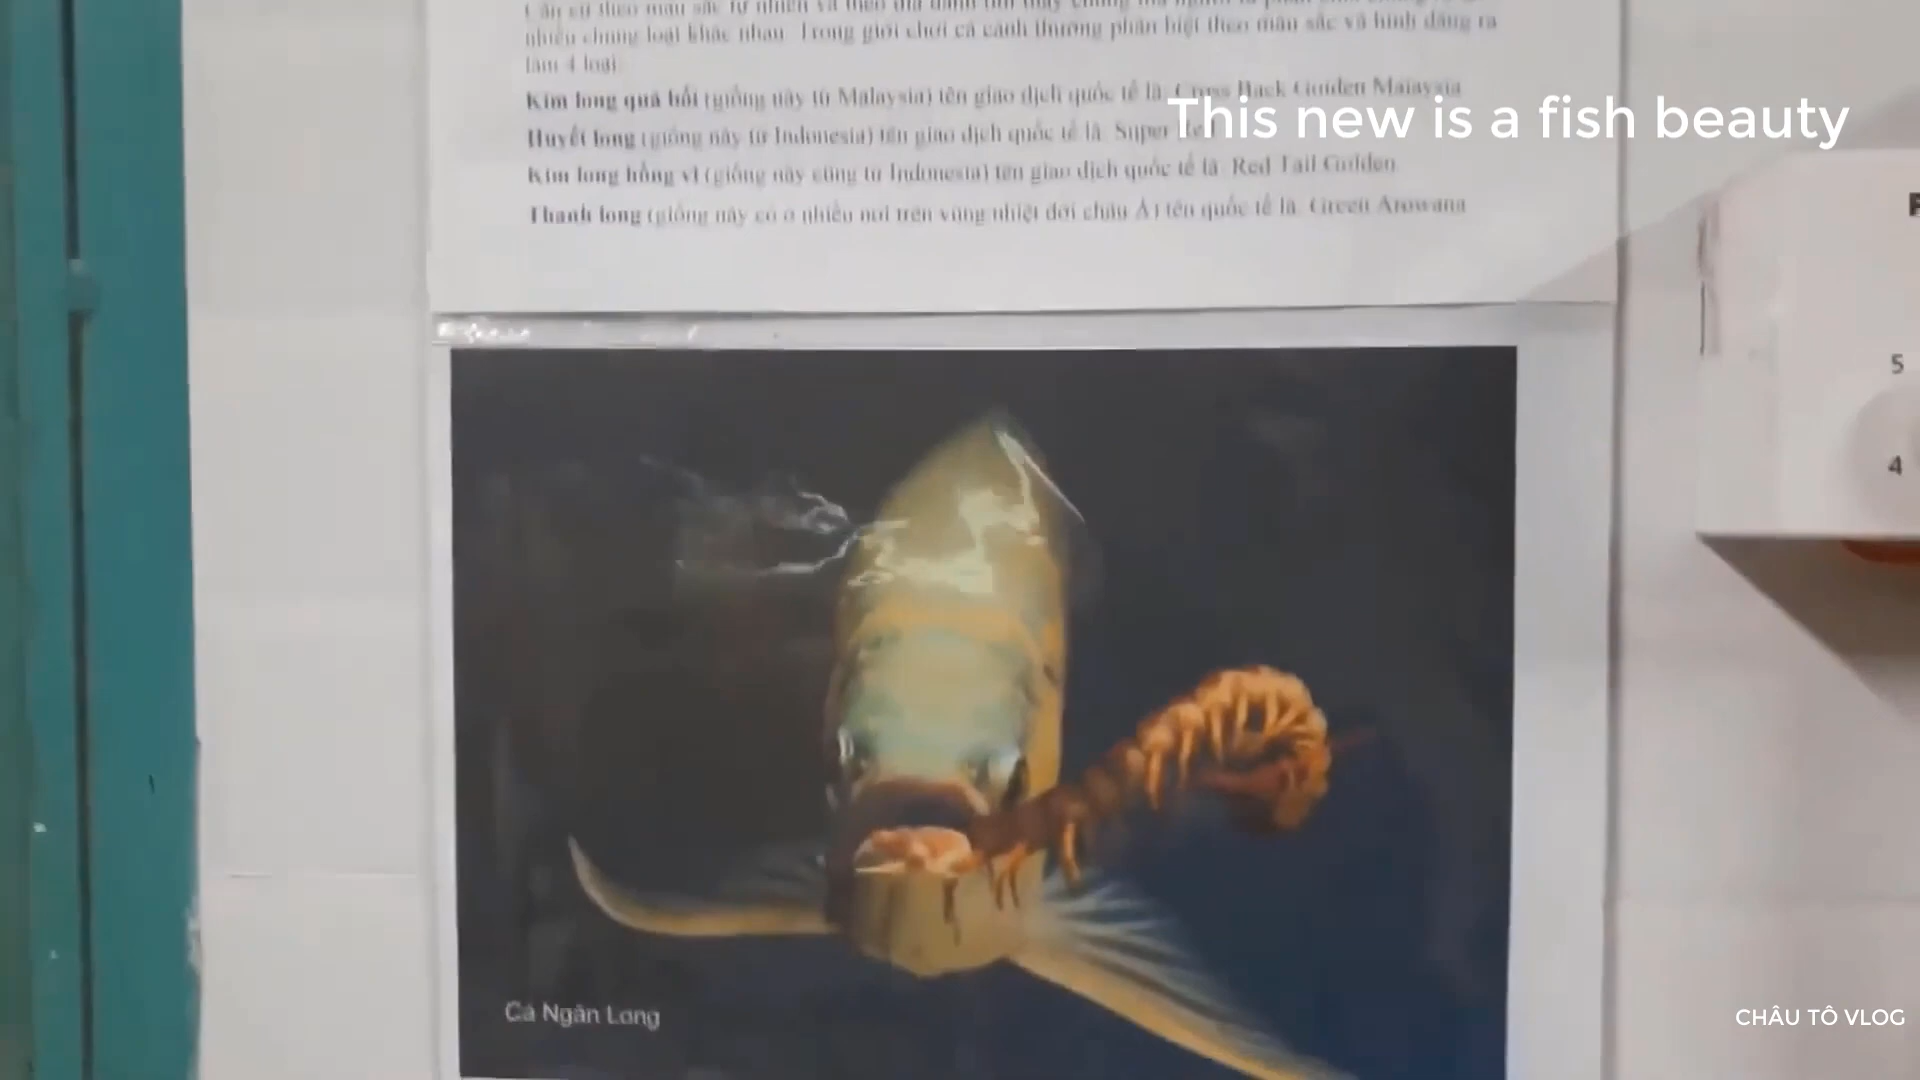 nhiều chủng loại khác nhau. Trong giới chơi cá cảnh thường phân biệt theo màu sắc và hình dáng ra
làm 4 loại:
Kim long quá bối (giống này từ Malaysia) tên giao dịch quốc tế là: Cross Back Golden Malaysia
This new is a fish beauty
Huyết long (giống này từ Indonesia) tên giao dịch quốc tế là: Super
Kim long hồng vĩ (giống này cũng từ Indonesia) tên giao dịch quốc tế là: Red Tail Golden
Thanh long (giống này có ở nhiều nơi trên vùng nhiệt đới châu Á) tên quốc tế là: Green Arowana
5
4
Cá Ngân Long
CHÂU TÔ VLOG